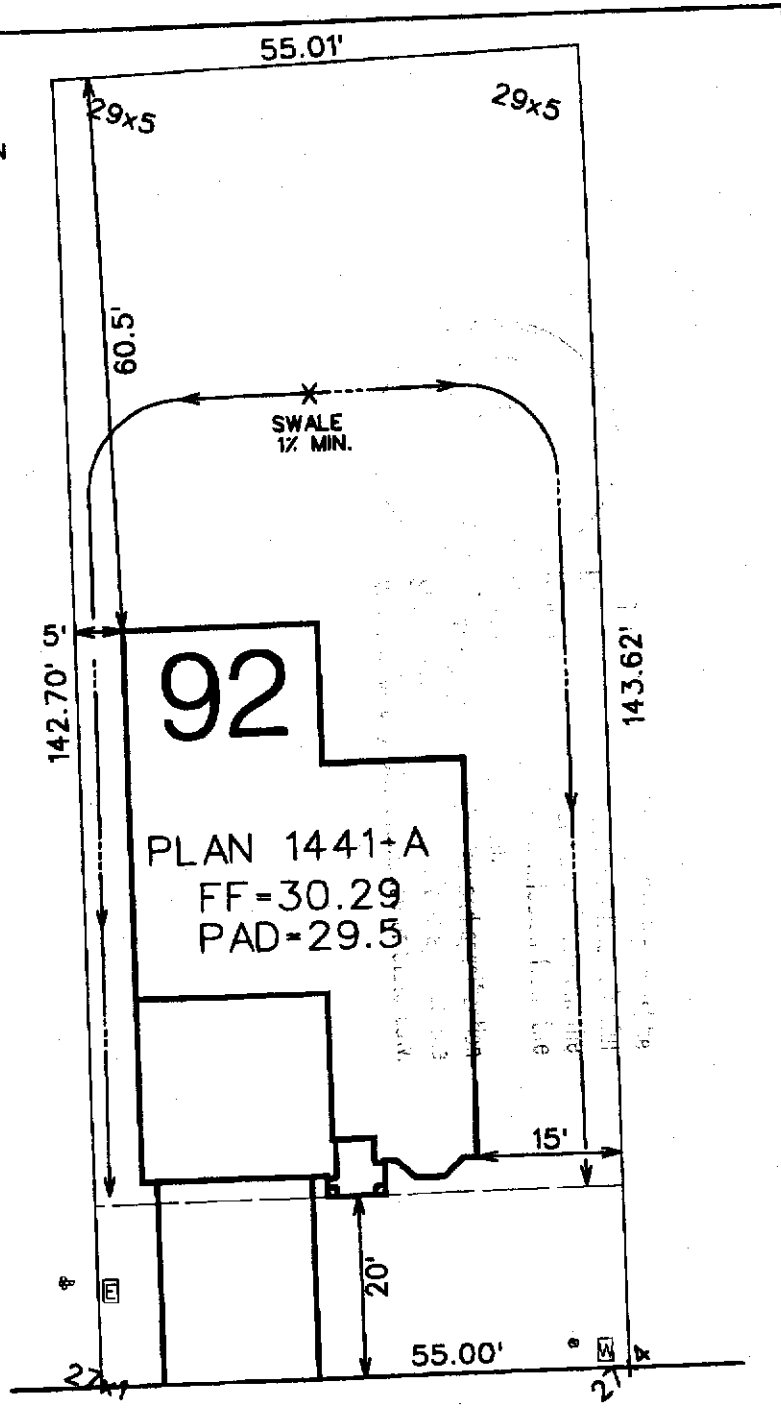 55.01'
29x5
29x5
60.5'
SWALE
1% MIN.
5'
142.70'
143.62'
92
PLAN 1441-A
FF=30.29
PAD=29.5
15'
20'
E
55.00'
W